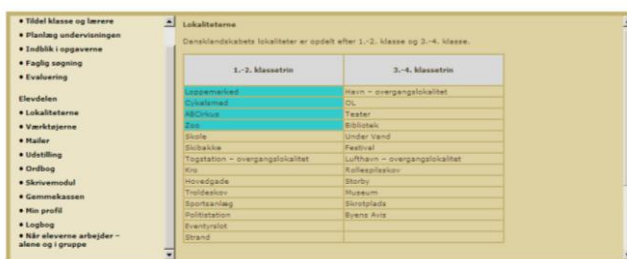 • Tildel klasse og lærere
• Planlæg undervisningen
• Indblik i opgaverne
• Faglig søgning
• Evaluering
Elevdelen
• Lokaliteterne
• Værktøjerne
• Mailer
• Udstilling
• Ordbog
• Skrivemodul
• Gemmekassen
• Min profil
• Logbog
• Når eleverne arbejder –
alene og i gruppe
Lokaliteterne
Dansklandskabets lokaliteter er opdelt efter 1.-2. klasse og 3.-4. klasse.
1.-2. klassetrin 3.-4. klassetrin
Loppemarked Havn – overgangslokalitet
Cykelsmed OL
ABCirkus Teater
Zoo Bibliotek
Skole Under Vand
Skibakke Festival
Togstation – overgangslokalitet Lufthavn – overgangslokalitet
Kro Rollespilsskov
Hovedgade Storby
Troldeskov Museum
Sportsanlæg Skrotplads
Politistation Byens Avis
Eventyrslot
Strand